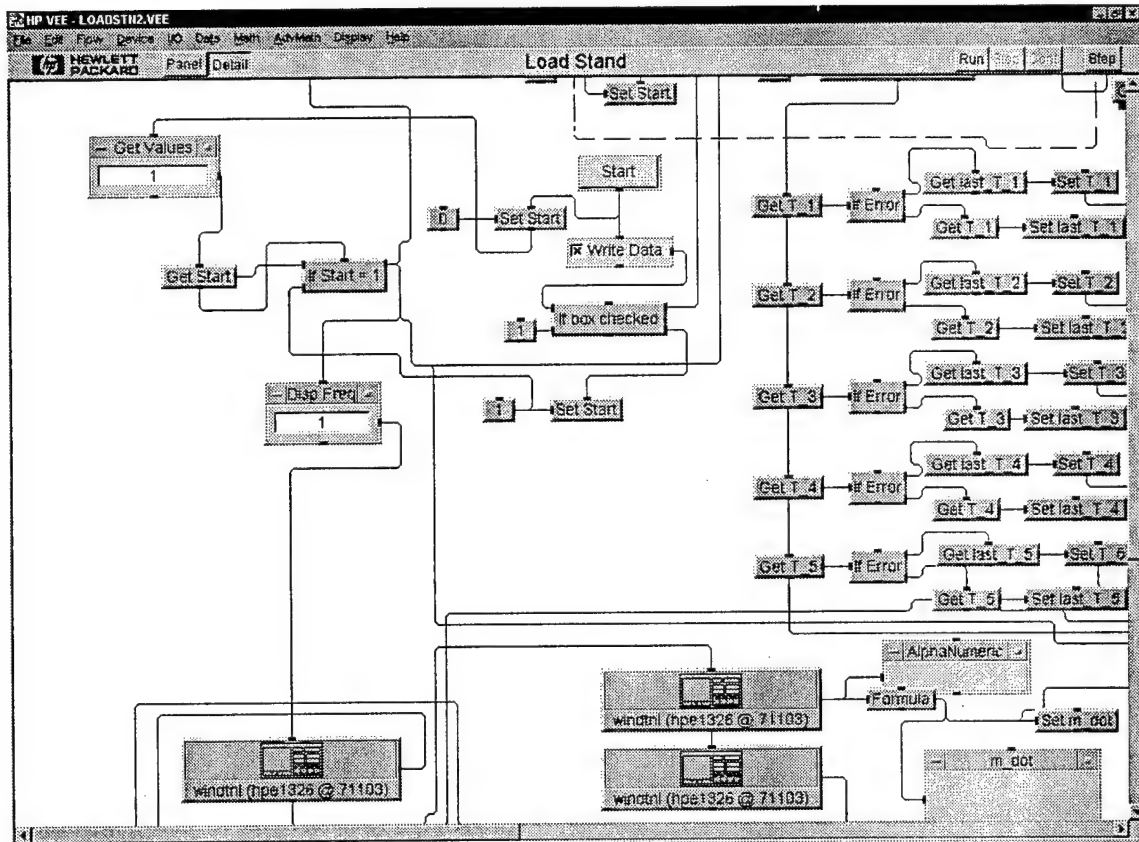 HP VEE - LOADSTN2.VEE
File Edit Flow Device I/O Data Math AdvMath Display Help
hp HEWLETT PACKARD Panel Detail Load Stand Run Stop Cont Step
Set Start
Get Values
1
Start
0 Set Start
Write Data
Get Start If Start = 1
1 If box checked
Disp Freq
1
1 Set Start
Get T_1 If Error Get last_T_1 Set T_1
Get T_1 Set last_T_1
Get T_2 If Error Get last_T_2 Set T_2
Get T_2 Set last_T_
Get T_3 If Error Get last_T_3 Set T_3
Get T_3 Set last_T_3
Get T_4 If Error Get last_T_4 Set T_4
Get T_4 Set last_T_4
Get T_5 If Error Get last_T_5 Set T_
Get T_5 Set last_T_5
AlphaNumeric
Formula
windtnl (hpe1326 @ 71103)
Set m_dot
windtnl (hpe1326 @ 71103)
m_dot
windtnl (hpe1326 @ 71103)